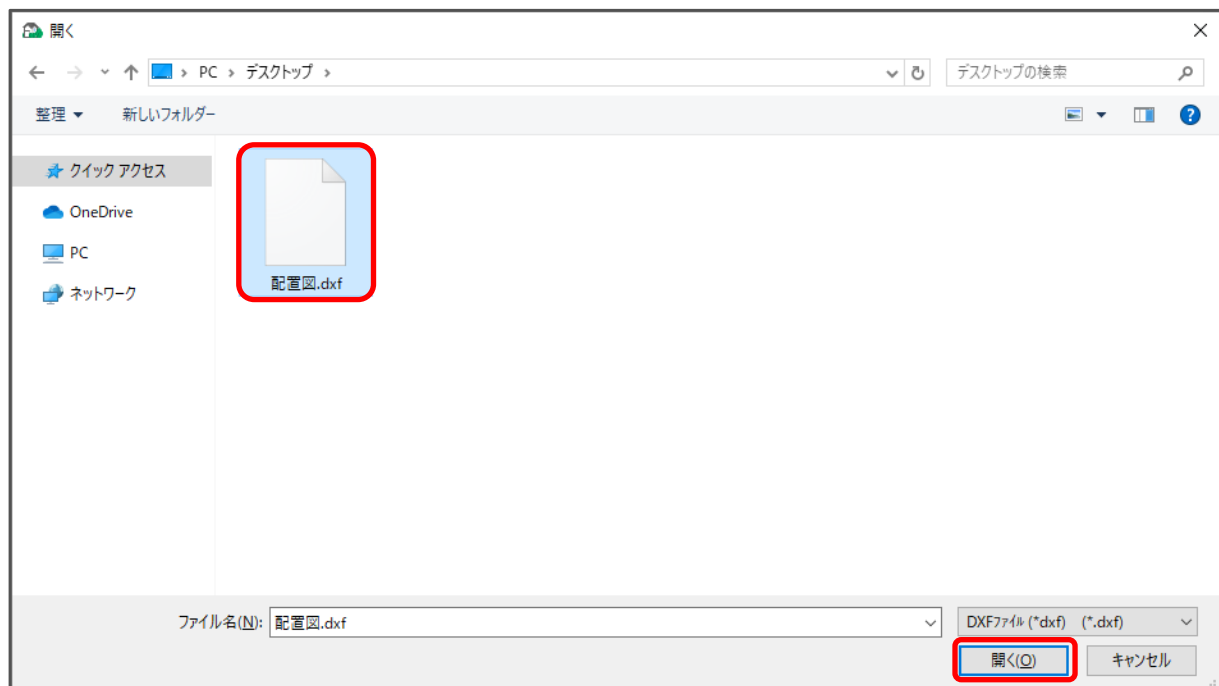 開く
PC › デスクトップ ›
デスクトップの検索
整理 新しいフォルダー
?
クイック アクセス
OneDrive
PC
ネットワーク
配置図.dxf
ファイル名(N): 配置図.dxf
DXFファイル (*dxf) (*.dxf)
開く(O) キャンセル